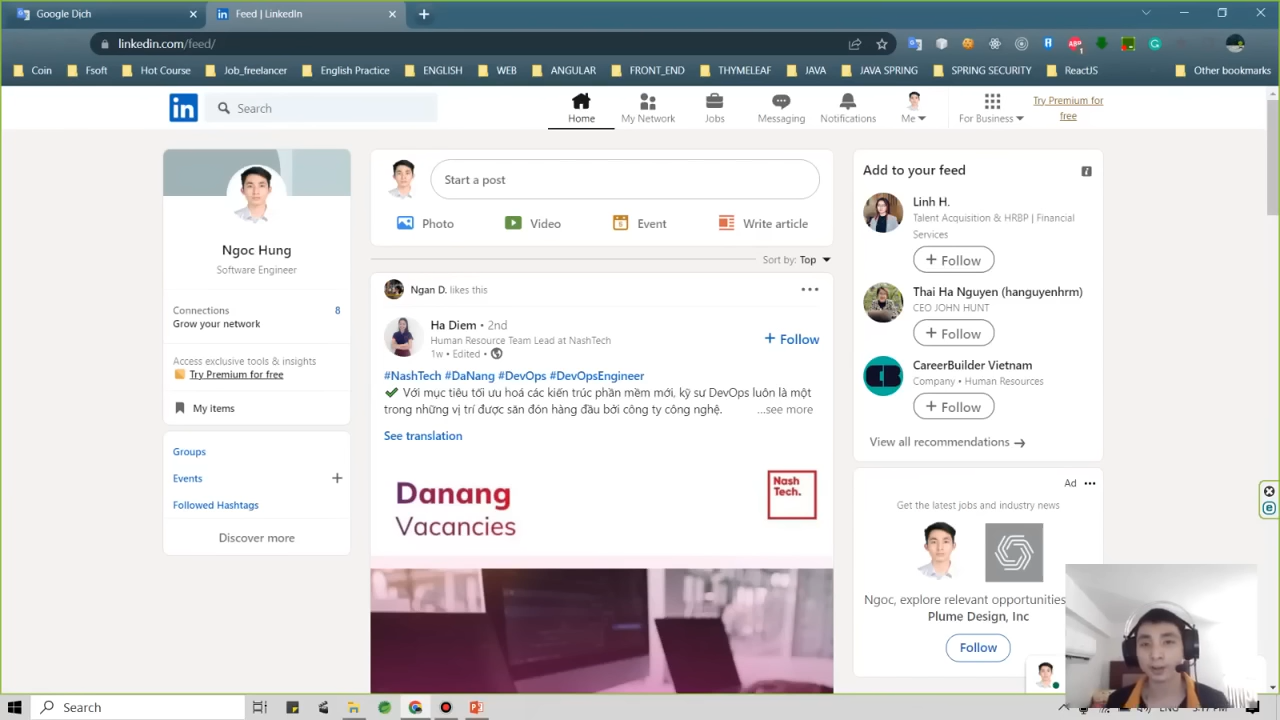 Google Dịch
Feed | LinkedIn
linkedin.com/feed/
Coin
Fsoft
Hot Course
Job_freelancer
English Practice
ENGLISH
WEB
ANGULAR
FRONT_END
THYMELEAF
JAVA
JAVA SPRING
SPRING SECURITY
ReactJS
Other bookmarks
in
Search
Home
My Network
Jobs
Messaging
Notifications
Me
For Business
Try Premium for
free
Ngoc Hung
Software Engineer
Connections 8
Grow your network
Access exclusive tools & insights
Try Premium for free
My items
Groups
Events
Followed Hashtags
Discover more
Start a post
Photo
Video
Event
Write article
Sort by: Top
Ngan D. likes this
Ha Diem • 2nd
Human Resource Team Lead at NashTech
1w • Edited •
+ Follow
#NashTech #DaNang #DevOps #DevOpsEngineer
Với mục tiêu tối ưu hoá các kiến trúc phần mềm mới, kỹ sư DevOps luôn là một
trong những vị trí được săn đón hàng đầu bởi công ty công nghệ. ...see more
See translation
Danang
Vacancies
Nash
Tech.
Add to your feed
Linh H.
Talent Acquisition & HRBP | Financial
Services
+ Follow
Thai Ha Nguyen (hanguyenhrm)
CEO JOHN HUNT
+ Follow
CareerBuilder Vietnam
Company • Human Resources
+ Follow
View all recommendations
Ad
Get the latest jobs and industry news
Ngoc, explore relevant opportunities
Plume Design, Inc
Follow
Search